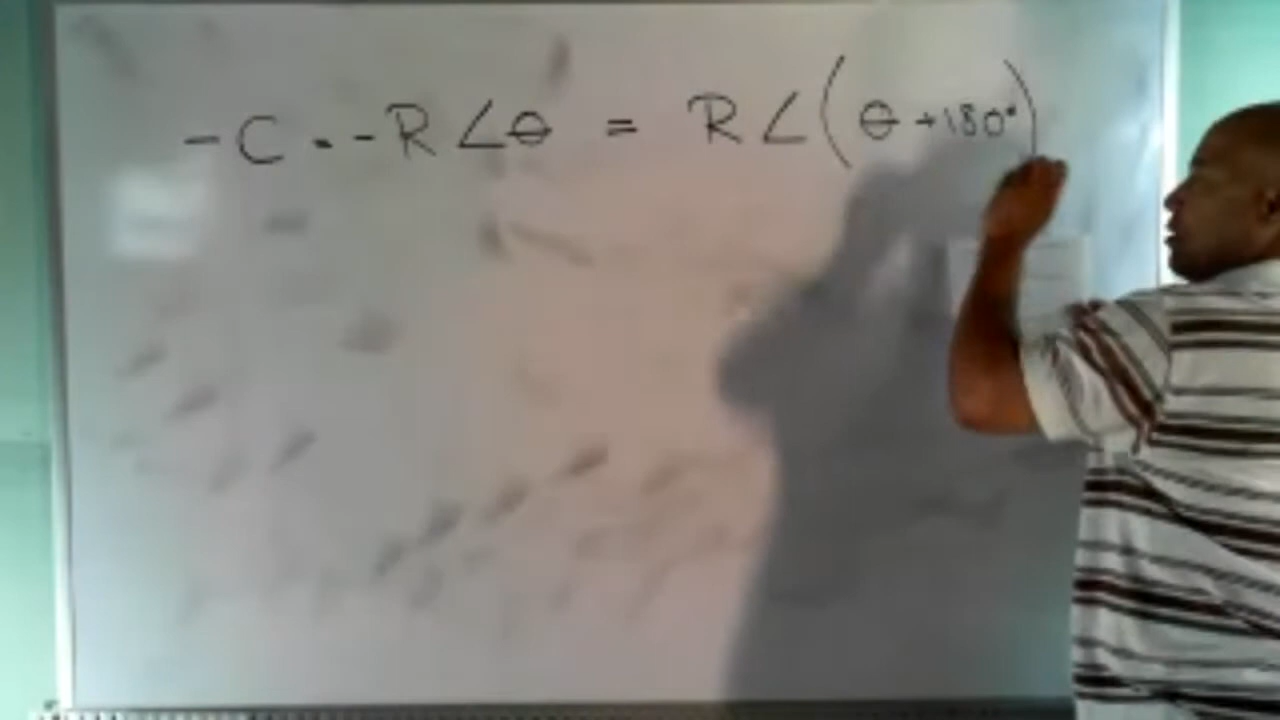 -C = -R∠θ = R∠(θ+180°)